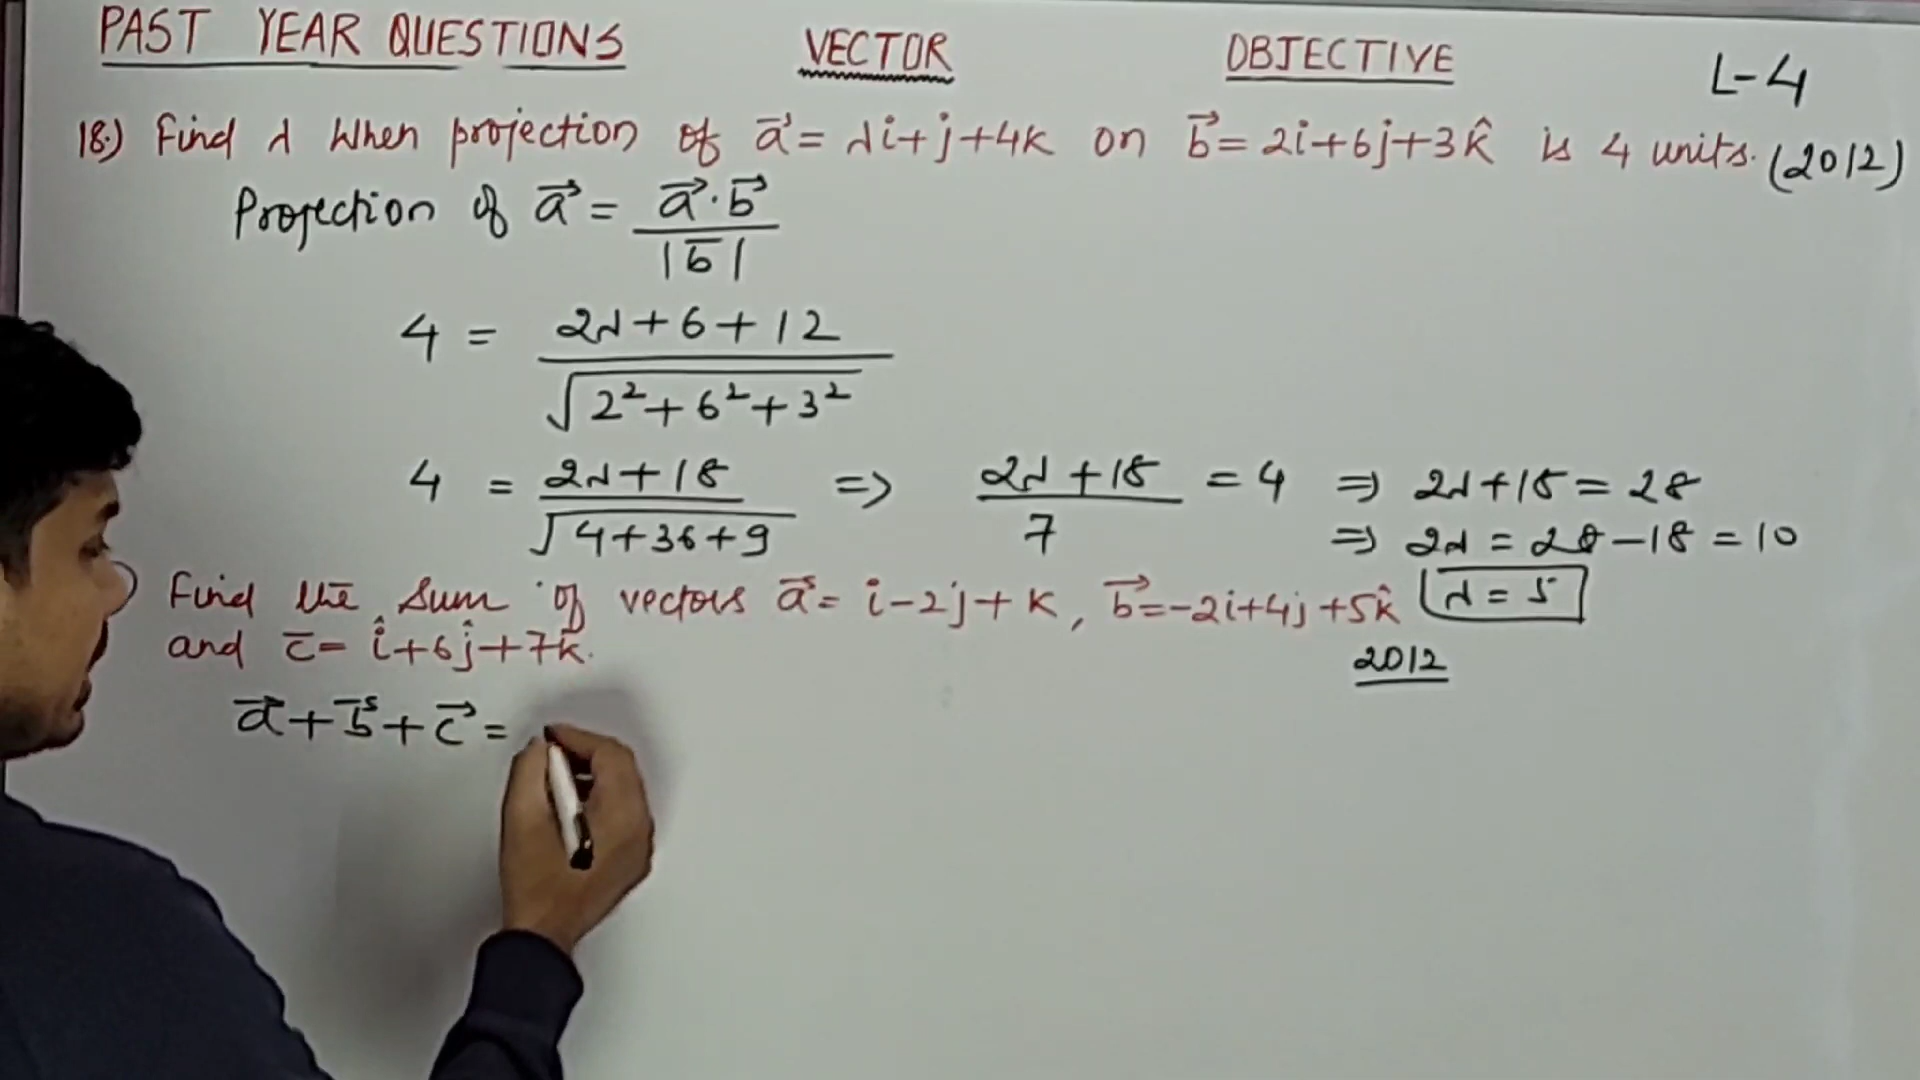 PAST YEAR QUESTIONS VECTOR OBJECTIVE L-4
18.) Find λ When projection of a⃗ = λi+j+4k on b⃗ = 2i+6j+3k̂ is 4 units. (2012)
Projection of a⃗ = a⃗·b⃗ / |b̅|
4 = 2λ+6+12 / √2²+6²+3²
4 = 2λ+18 / √4+36+9 => 2λ+18 / 7 = 4 => 2λ+18 = 28
=> 2λ = 28-18 = 10
) Find the Sum of vectors a⃗ = i-2j+k, b⃗=-2i+4j+5k̂ λ = 5
and c̅ = î+6ĵ+7k̂. 2012
a⃗+b⃗+c⃗ =